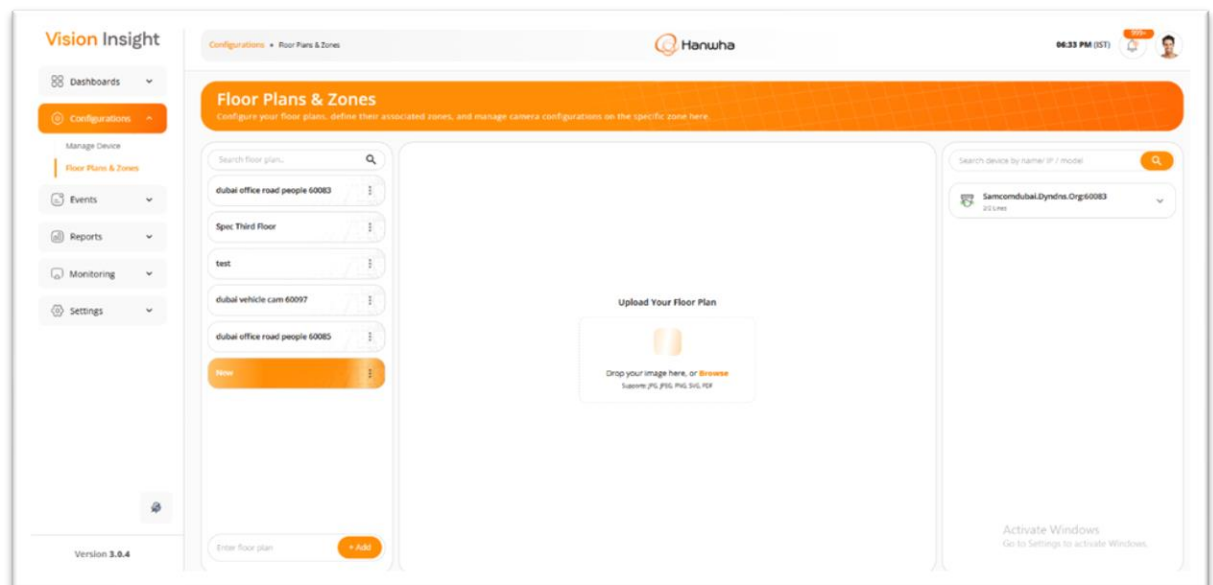 Vision Insight
Configurations • Floor Plans & Zones
Hanwha
06:33 PM (IST)
Dashboards
Configurations
Manage Device
Floor Plans & Zones
Events
Reports
Monitoring
Settings
Version 3.0.4
Floor Plans & Zones
Configure your floor plans, define their associated zones, and manage camera configurations on the specific zone here.
Search floor plan..
dubai office road people 60083
Spec Third Floor
test
dubai vehicle cam 60097
dubai office road people 60085
New
Enter floor plan
+ Add
Upload Your Floor Plan
Drop your image here, or Browse
Supports: JPG, JPEG, PNG, SVG, PDF
Search device by name/ IP / model
Samcomdubai.Dyndns.Org:60083
2/2 Lines
Activate Windows
Go to Settings to activate Windows.